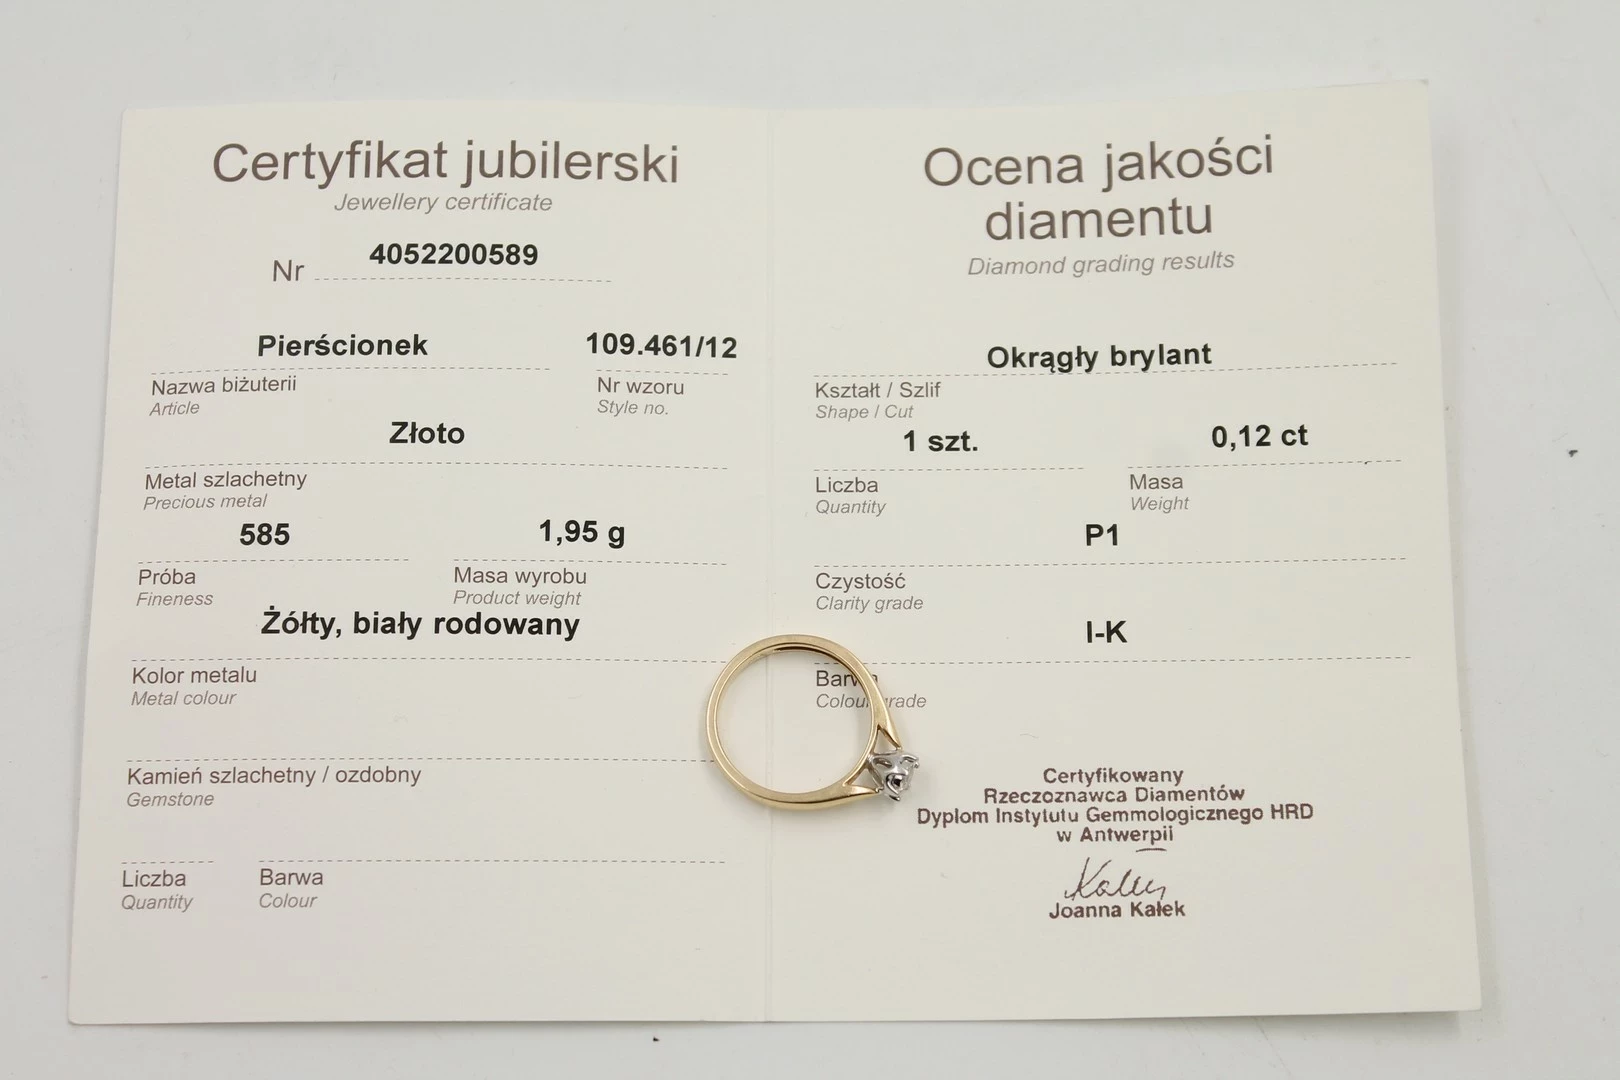 Certyfikat jubilerski
Jewellery certificate
Nr 4052200589
Pierścionek 109.461/12
Nazwa biżuterii Nr wzoru
Article Style no.
Złoto
Metal szlachetny
Precious metal
585 1,95 g
Próba Masa wyrobu
Fineness Product weight
Żółty, biały rodowany
Kolor metalu
Metal colour
Kamień szlachetny / ozdobny
Gemstone
Liczba Barwa
Quantity Colour
Ocena jakości
diamentu
Diamond grading results
Okrągły brylant
Kształt / Szlif
Shape / Cut
1 szt. 0,12 ct
Liczba Masa
Quantity Weight
P1
Czystość
Clarity grade
I-K
Barwa
Colour grade
Certyfikowany
Rzeczoznawca Diamentów
Dyplom Instytutu Gemmologicznego HRD
w Antwerpii
Joanna Kałek